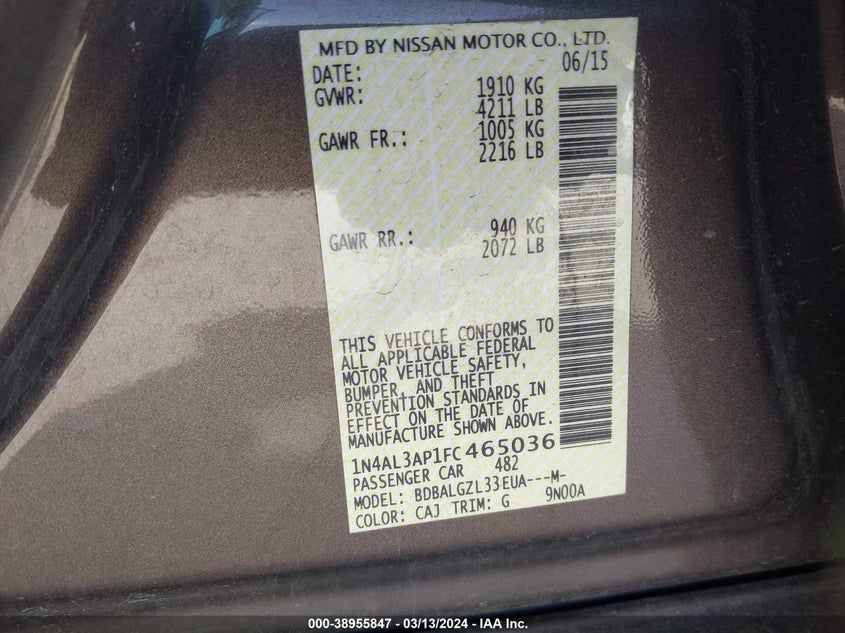 MFD BY NISSAN MOTOR CO., LTD.
DATE: 06/15
GVWR: 1910 KG
4211 LB
GAWR FR.: 1005 KG
2216 LB
GAWR RR.: 940 KG
2072 LB
THIS VEHICLE CONFORMS TO
ALL APPLICABLE FEDERAL
MOTOR VEHICLE SAFETY,
BUMPER, AND THEFT
PREVENTION STANDARDS IN
EFFECT ON THE DATE OF
MANUFACTURE SHOWN ABOVE.
1N4AL3AP1FC465036
PASSENGER CAR 482
MODEL: BDBALGZL33EUA---M-
COLOR: CAJ TRIM: G 9N00A
000-38955847 - 03/13/2024 - IAA Inc.